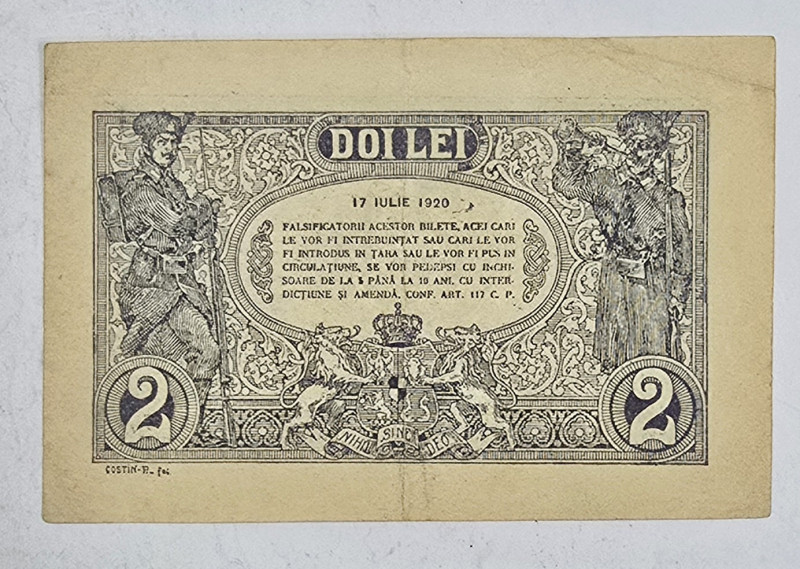 DOI LEI
17 IULIE 1920
FALSIFICATORII ACESTOR BILETE, ACEI CARI
LE VOR FI INTREBUINȚAT SAU CARI LE VOR
FI INTRODUS IN ȚARA SAU LE VOR FI PUS IN
CIRCULAȚIUNE, SE VOR PEDEPSI CU INCHI-
SOARE DE LA 5 PÂNĂ LA 10 ANI, CU INTER-
DICȚIUNE ȘI AMENDĂ. CONF. ART. 117 C. P.
2
2
NIHIL SINE DEO
COSTIN-P.